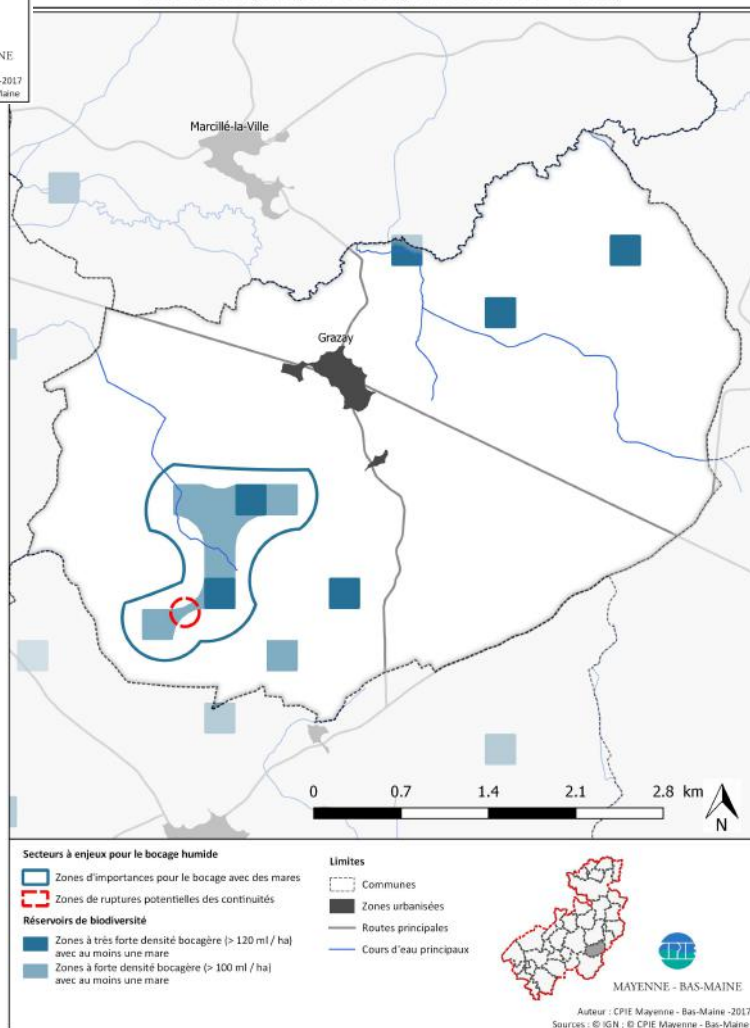 NE
-2017
Maine
Marcillé-la-Ville
Grazay
0 0.7 1.4 2.1 2.8 km
N
Secteurs à enjeux pour le bocage humide
Zones d'importances pour le bocage avec des mares
Zones de ruptures potentielles des continuités
Réservoirs de biodiversité
Zones à très forte densité bocagère (> 120 ml / ha)
avec au moins une mare
Zones à forte densité bocagère (> 100 ml / ha)
avec au moins une mare
Limites
Communes
Zones urbanisées
Routes principales
Cours d'eau principaux
CPIE
MAYENNE - BAS-MAINE
Auteur : CPIE Mayenne - Bas-Maine -2017
Sources : © IGN ; © CPIE Mayenne - Bas-Maine